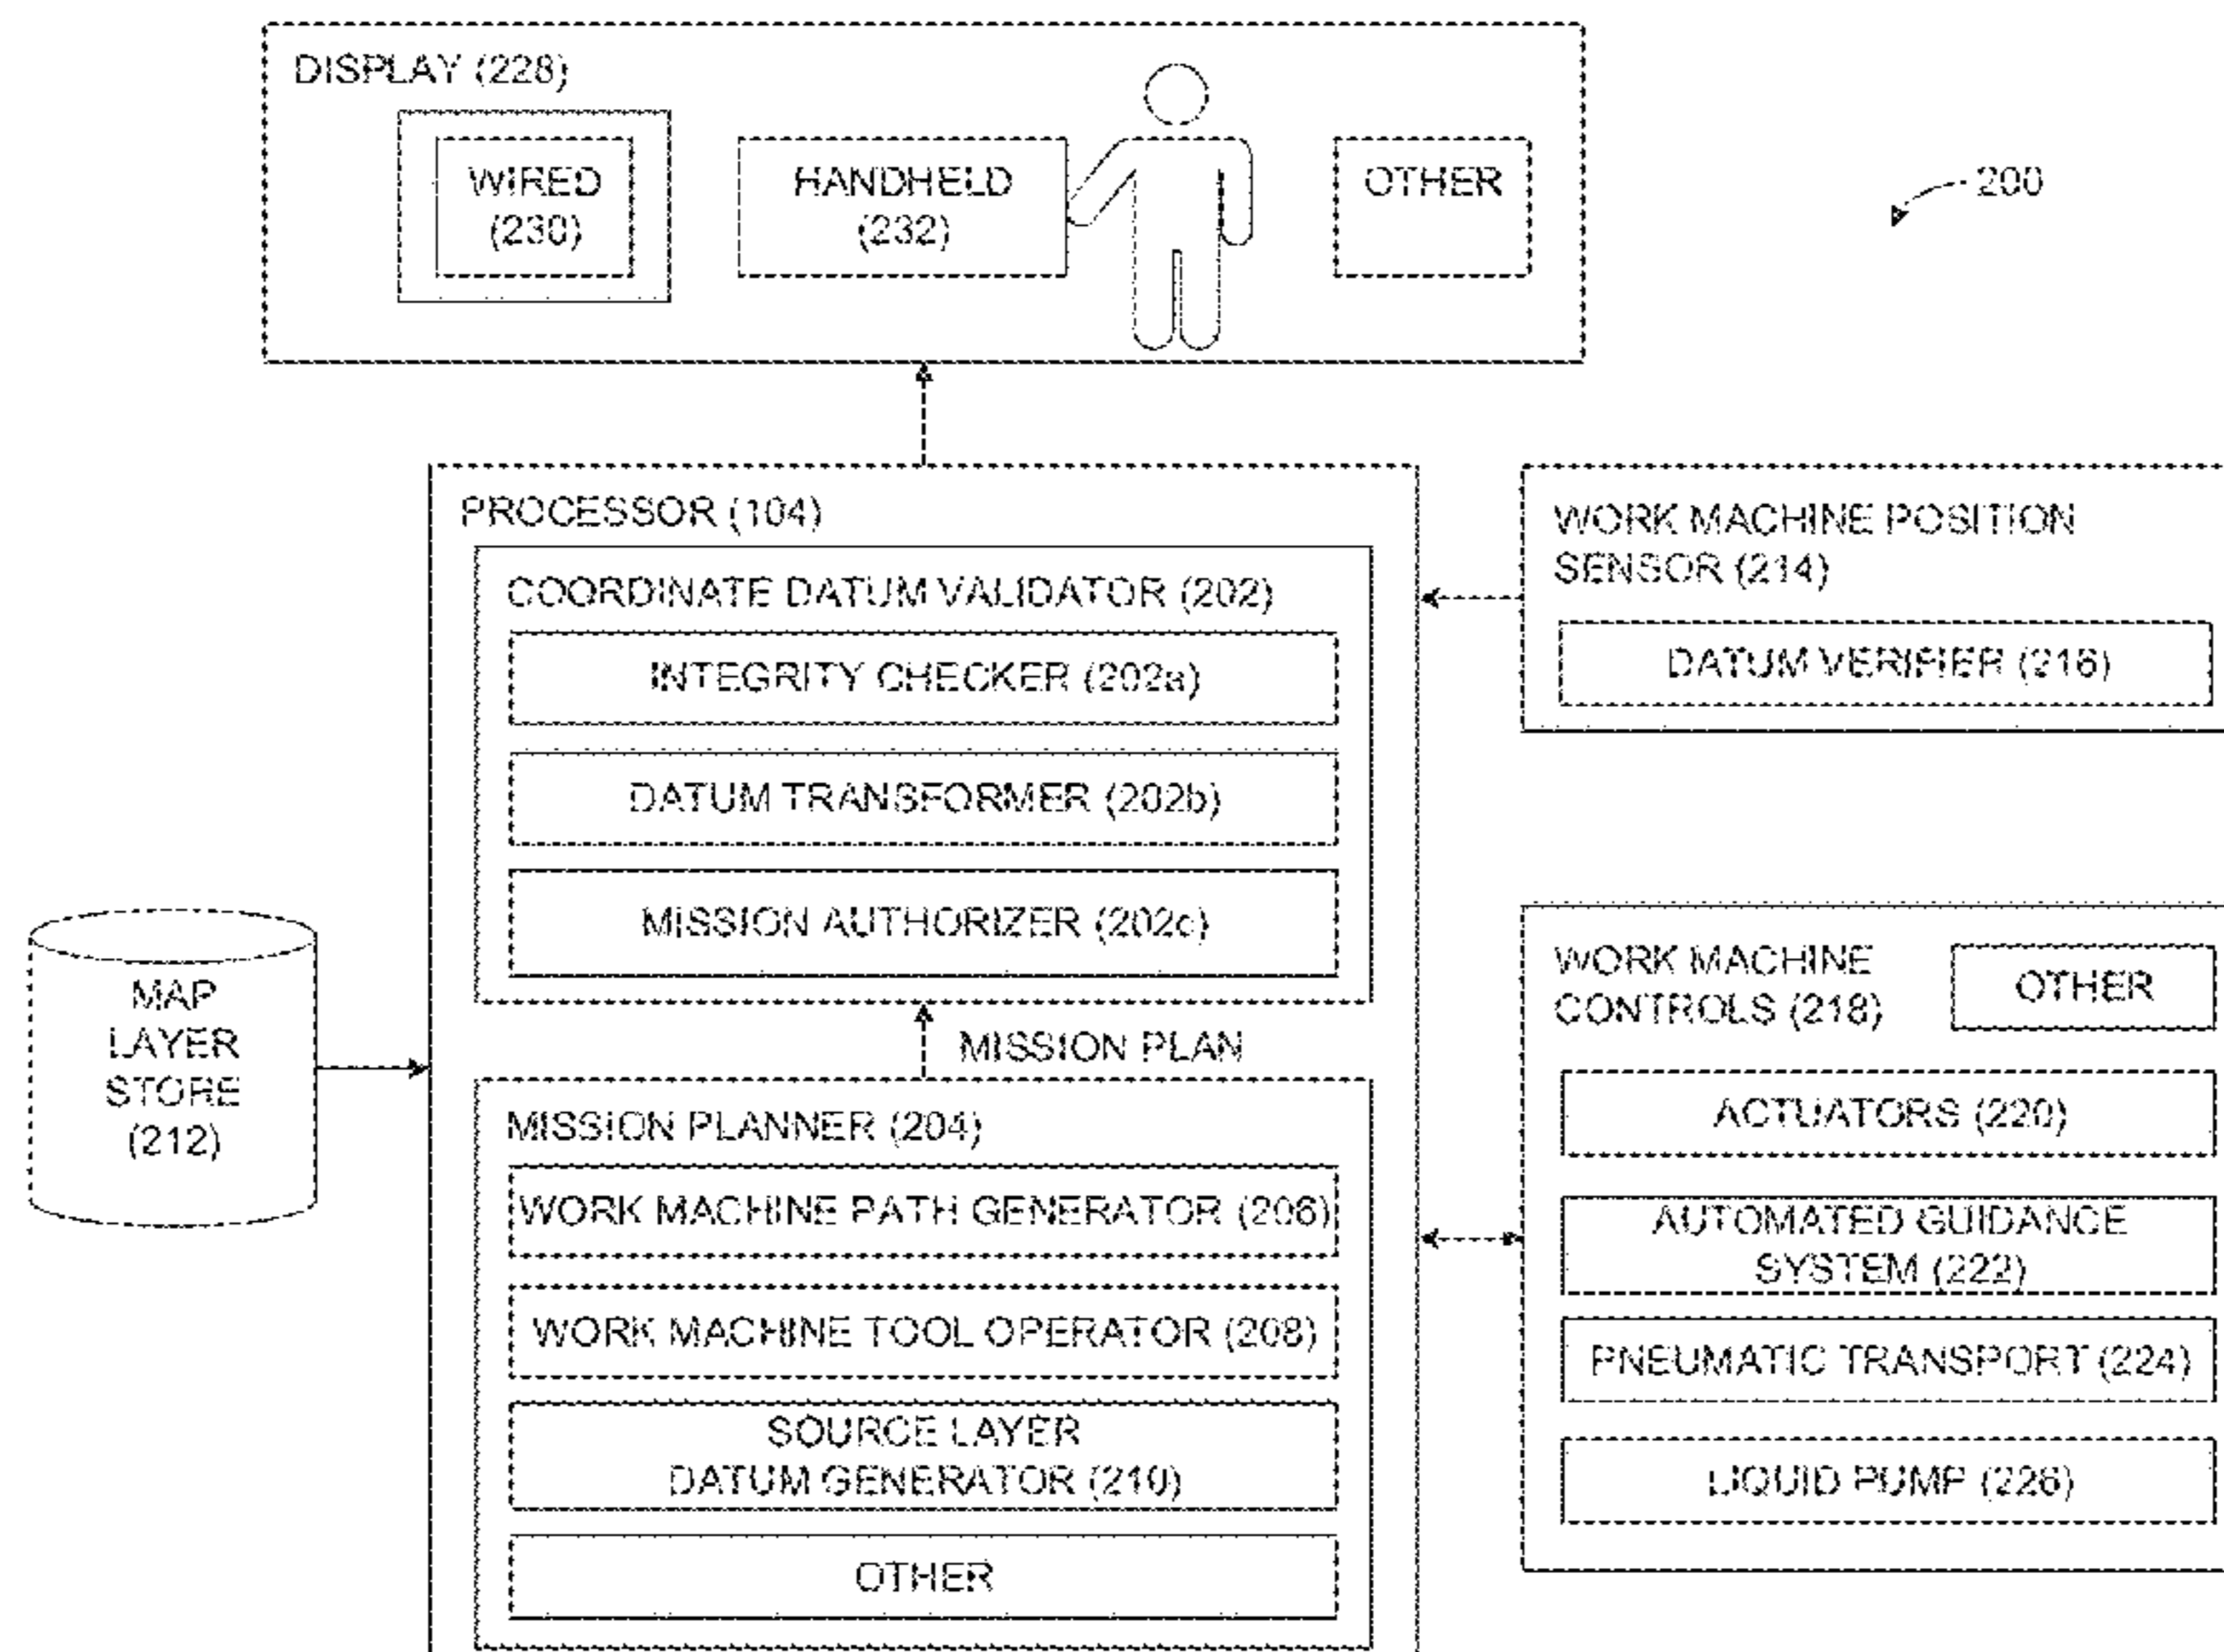 DISPLAY (228)
WIRED
(230)
HANDHELD
(232)
OTHER
200
PROCESSOR (104)
COORDINATE DATUM VALIDATOR (202)
INTEGRITY CHECKER (202a)
DATUM TRANSFORMER (202b)
MISSION AUTHORIZER (202c)
MISSION PLAN
MISSION PLANNER (204)
WORK MACHINE PATH GENERATOR (206)
WORK MACHINE TOOL OPERATOR (208)
SOURCE LAYER
DATUM GENERATOR (210)
OTHER
MAP
LAYER
STORE
(212)
WORK MACHINE POSITION
SENSOR (214)
DATUM VERIFIER (216)
WORK MACHINE
CONTROLS (218)
OTHER
ACTUATORS (220)
AUTOMATED GUIDANCE
SYSTEM (222)
PNEUMATIC TRANSPORT (224)
LIQUID PUMP (226)